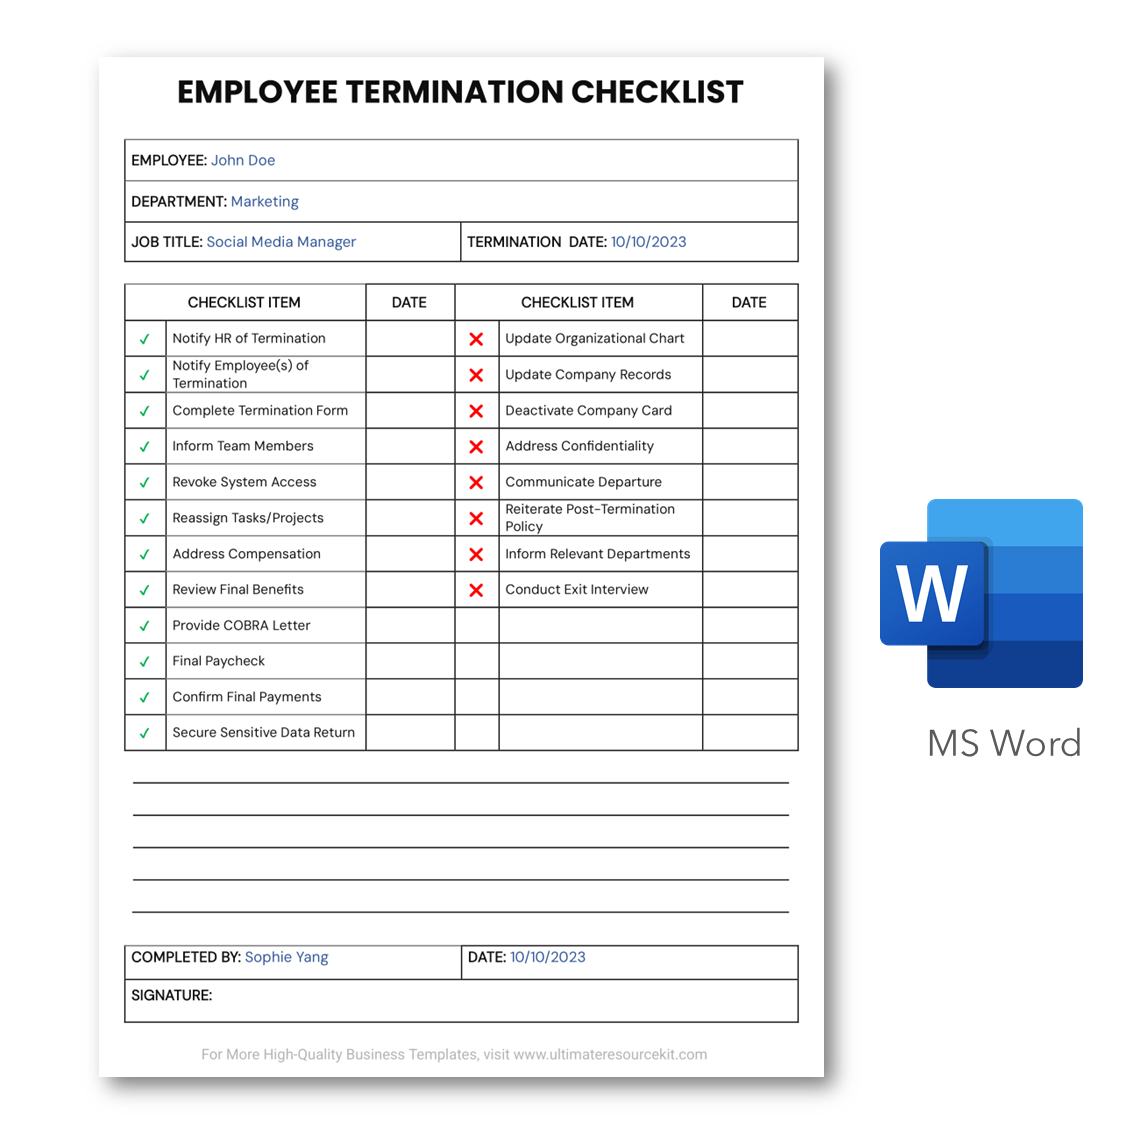 EMPLOYEE TERMINATION CHECKLIST
EMPLOYEE: John Doe
DEPARTMENT: Marketing
JOB TITLE: Social Media Manager
TERMINATION DATE: 10/10/2023
CHECKLIST ITEM DATE CHECKLIST ITEM DATE
✓ Notify HR of Termination ❌ Update Organizational Chart
✓ Notify Employee(s) of
Termination
❌ Update Company Records
✓ Complete Termination Form ❌ Deactivate Company Card
✓ Inform Team Members ❌ Address Confidentiality
✓ Revoke System Access ❌ Communicate Departure
✓ Reassign Tasks/Projects
❌ Reiterate Post-Termination
Policy
✓ Address Compensation ❌ Inform Relevant Departments
✓ Review Final Benefits ❌ Conduct Exit Interview
✓ Provide COBRA Letter
✓ Final Paycheck
✓ Confirm Final Payments
✓ Secure Sensitive Data Return
COMPLETED BY: Sophie Yang
DATE: 10/10/2023
SIGNATURE:
For More High-Quality Business Templates, visit www.ultimateresourcekit.com
W
MS Word